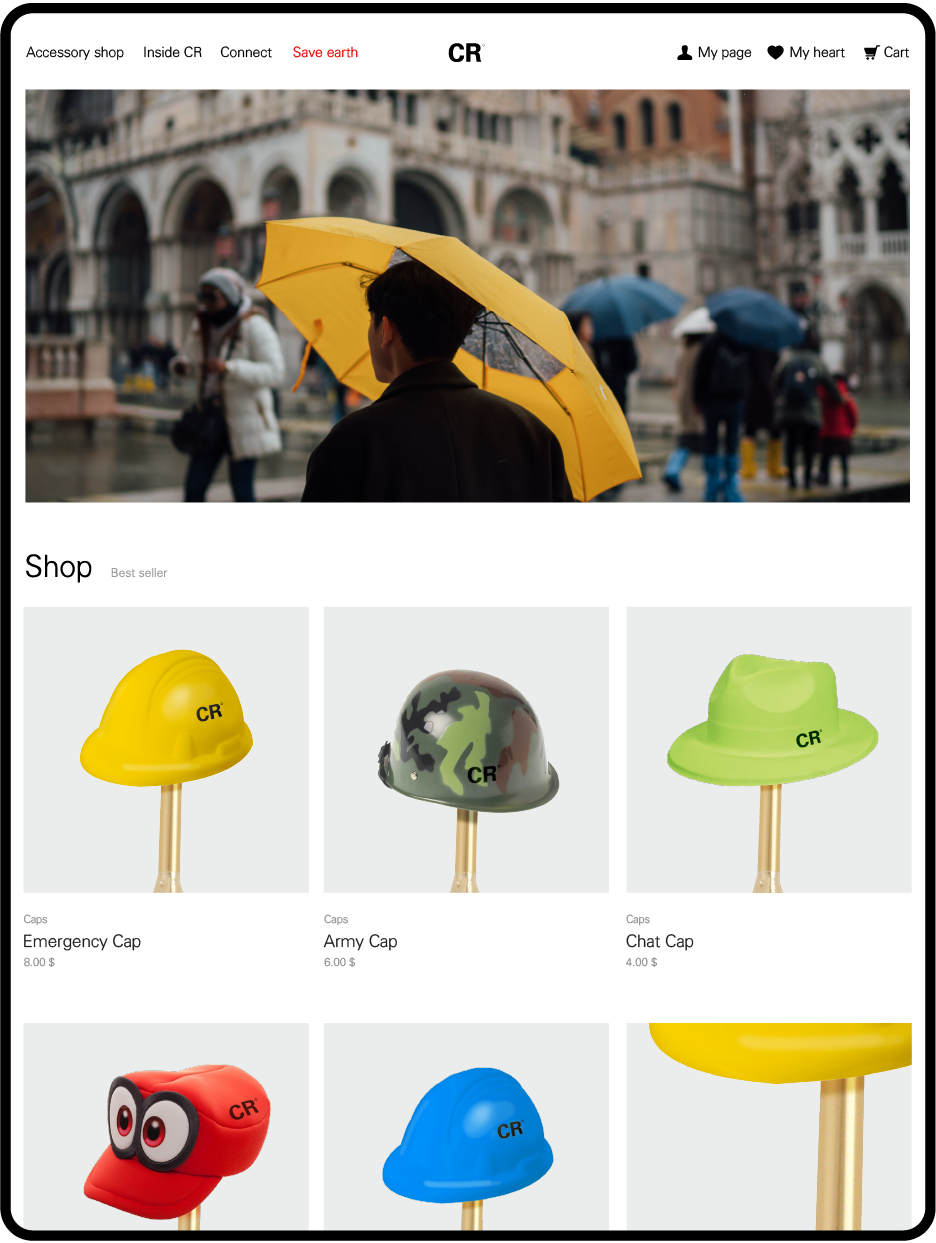 Accessory shop Inside CR Connect Save earth CR My page My heart Cart
Shop Best seller
CR
CR
CR
Caps Caps Caps
Emergency Cap Army Cap Chat Cap
8.00 $ 6.00 $ 4.00 $
CR
CR